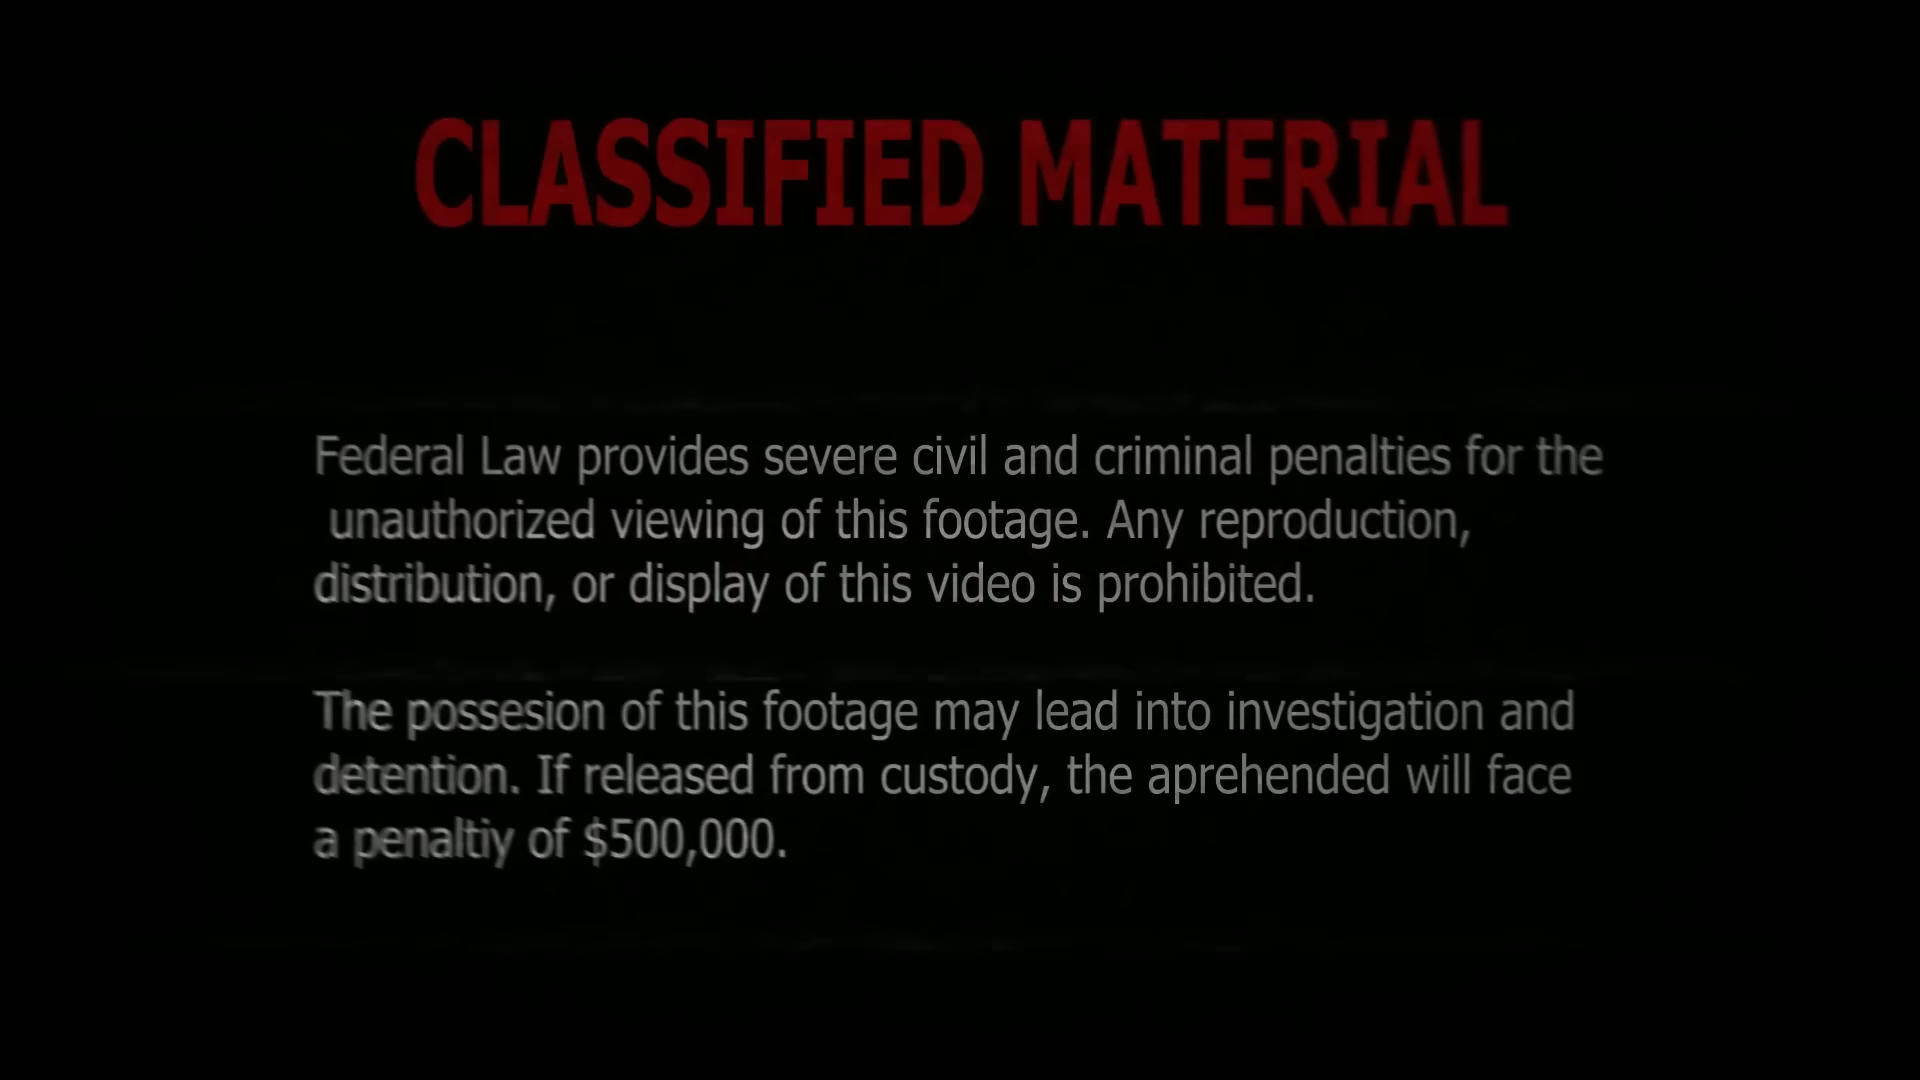 CLASSIFIED MATERIAL
Federal Law provides severe civil and criminal penalties for the
unauthorized viewing of this footage. Any reproduction,
distribution, or display of this video is prohibited.
The possesion of this footage may lead into investigation and
detention. If released from custody, the aprehended will face
a penaltiy of $500,000.